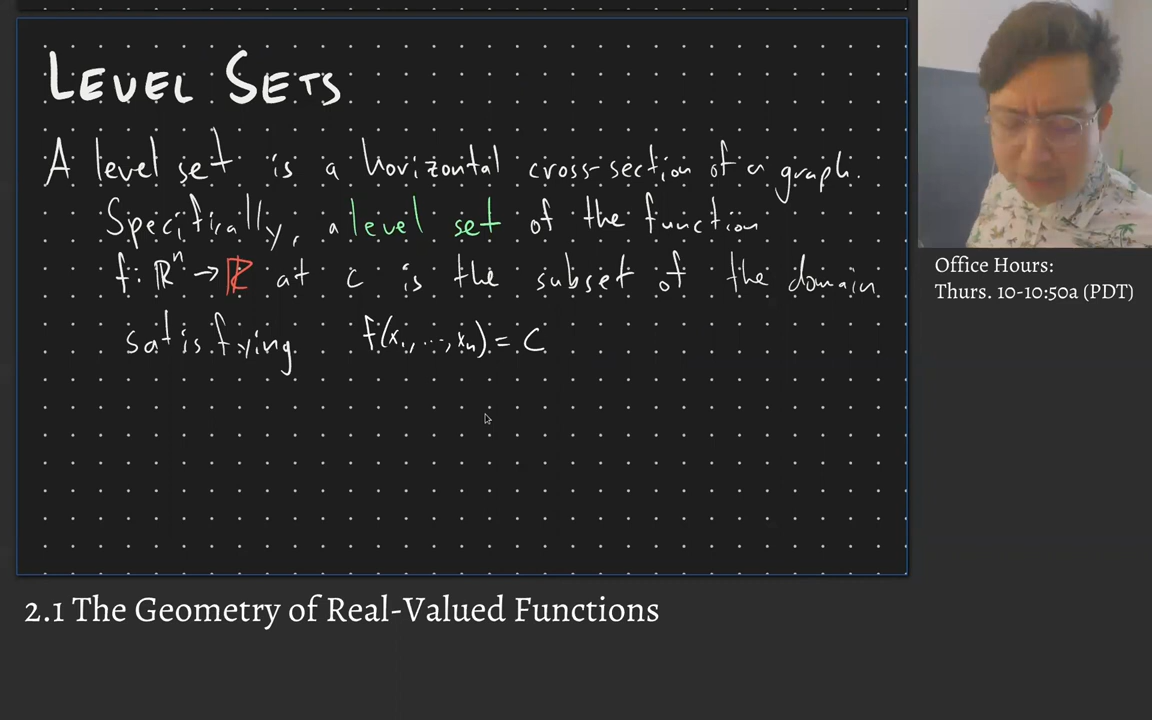 LEVEL SETS
A level set is a horizontal cross-section of a graph.
Specifically, a level set of the function
f: ℝⁿ → ℝ at c is the subset of the domain
satisfying f(x₁, ..., xₙ) = c
Office Hours:
Thurs. 10-10:50a (PDT)
2.1 The Geometry of Real-Valued Functions